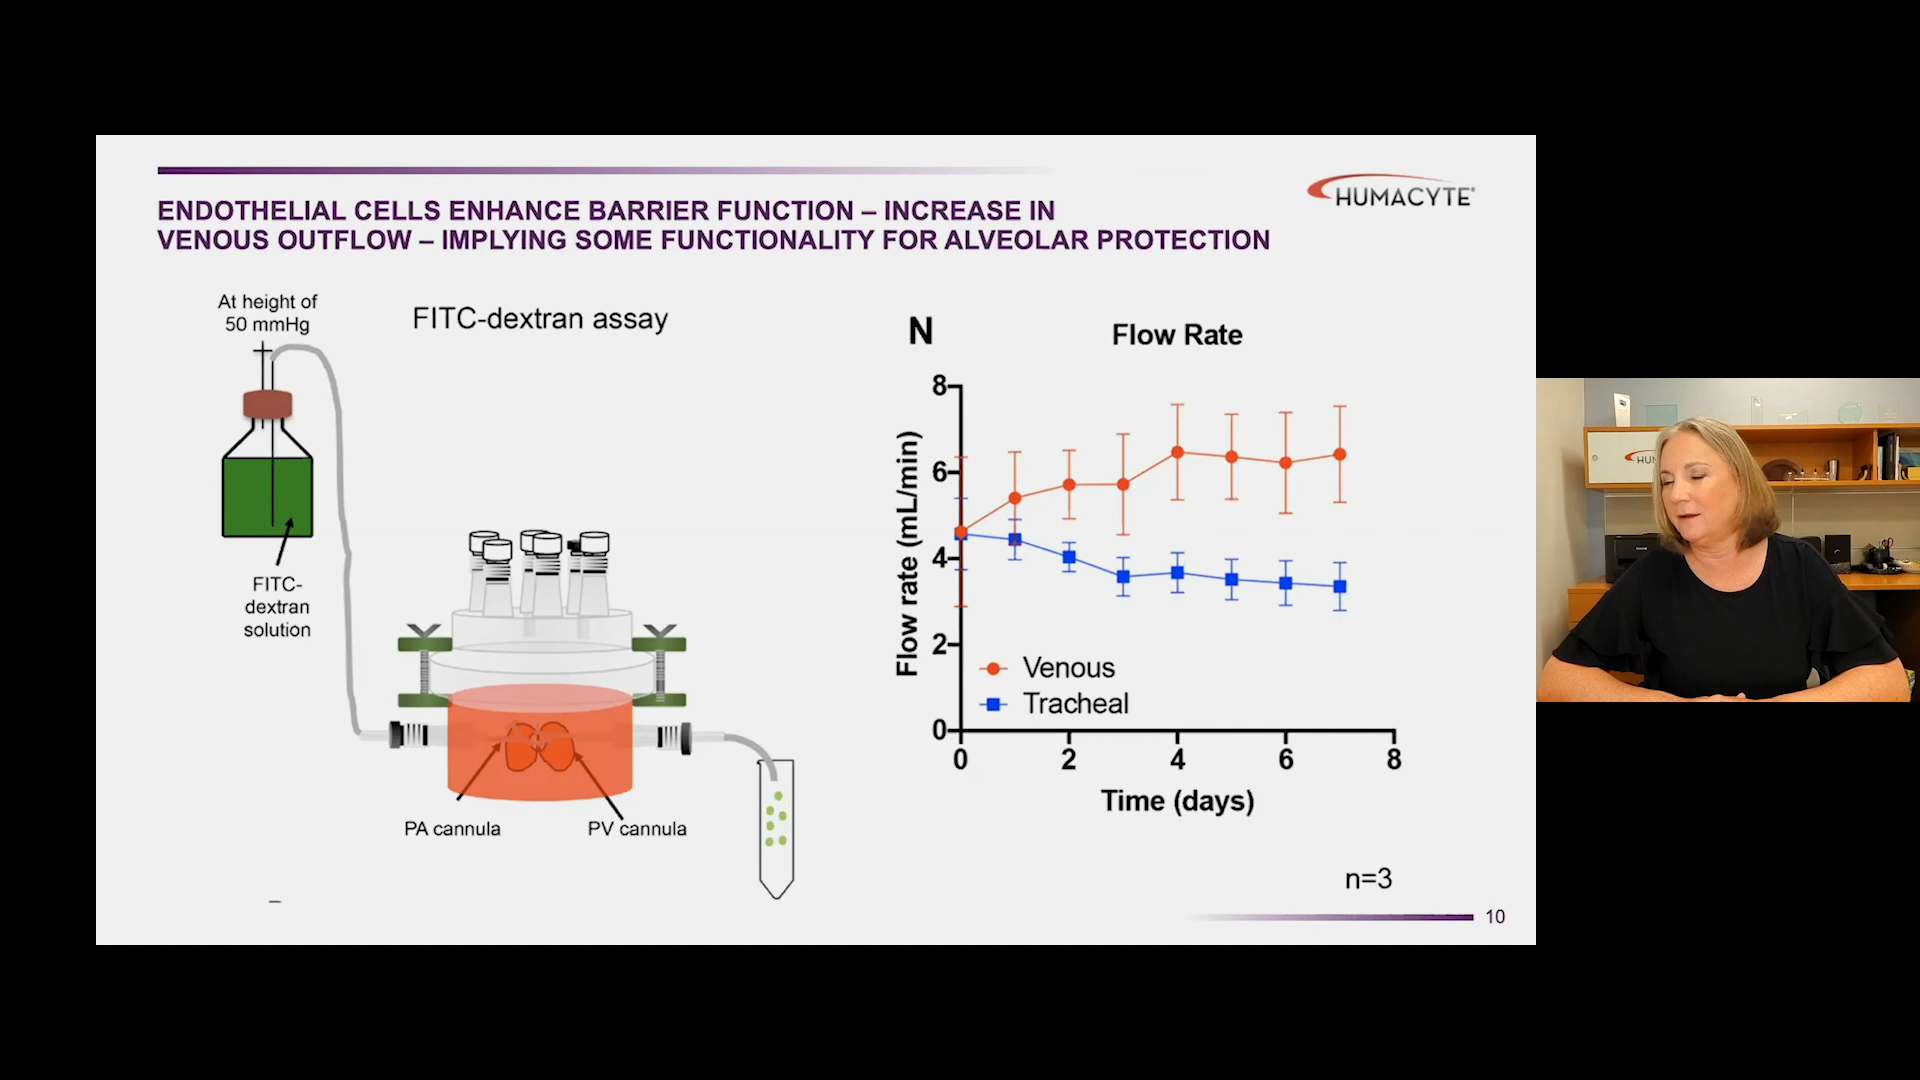 ENDOTHELIAL CELLS ENHANCE BARRIER FUNCTION – INCREASE IN
VENOUS OUTFLOW – IMPLYING SOME FUNCTIONALITY FOR ALVEOLAR PROTECTION
HUMACYTE®
At height of
50 mmHg
FITC-dextran assay
FITC-
dextran
solution
PA cannula
PV cannula
N
Flow Rate
Flow rate (mL/min)
8
6
4
2
0
Venous
Tracheal
0 2 4 6 8
Time (days)
n=3
10
HUM